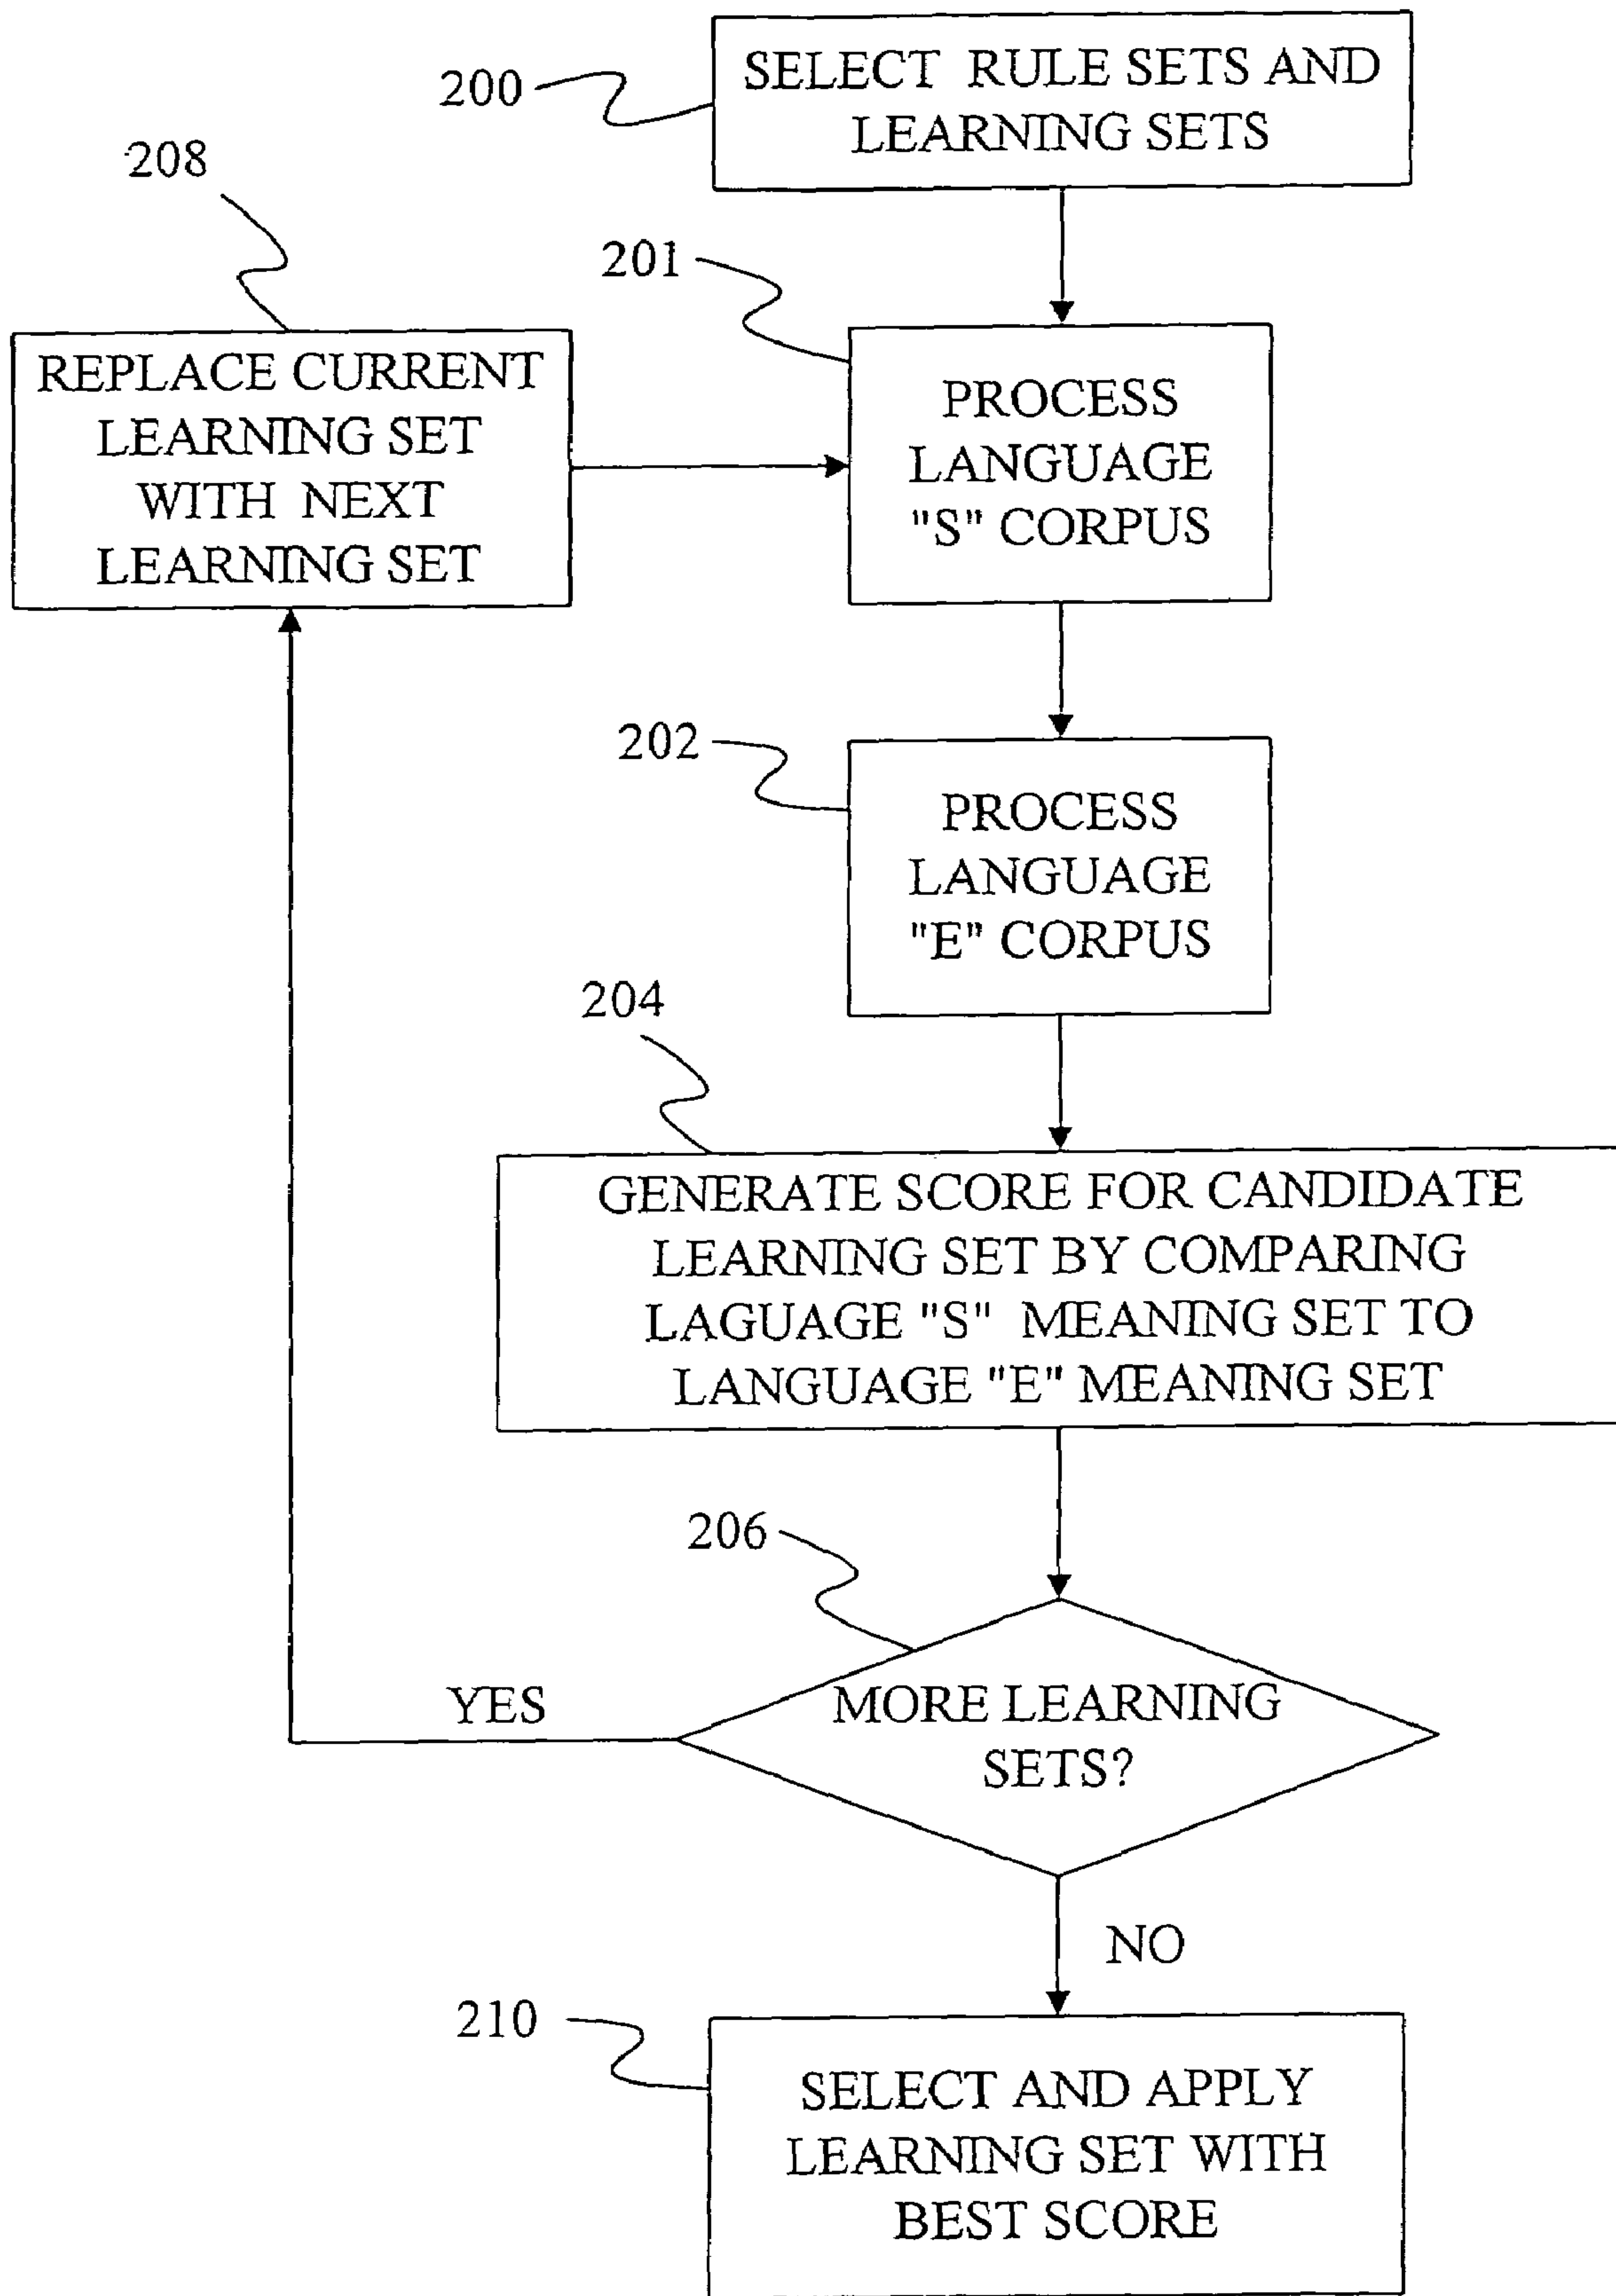 200
SELECT RULE SETS AND
LEARNING SETS
208
201
REPLACE CURRENT
LEARNING SET
WITH NEXT
LEARNING SET
PROCESS
LANGUAGE
"S" CORPUS
202
PROCESS
LANGUAGE
"E" CORPUS
204
GENERATE SCORE FOR CANDIDATE
LEARNING SET BY COMPARING
LAGUAGE "S" MEANING SET TO
LANGUAGE "E" MEANING SET
206
MORE LEARNING
SETS?
YES
NO
210
SELECT AND APPLY
LEARNING SET WITH
BEST SCORE